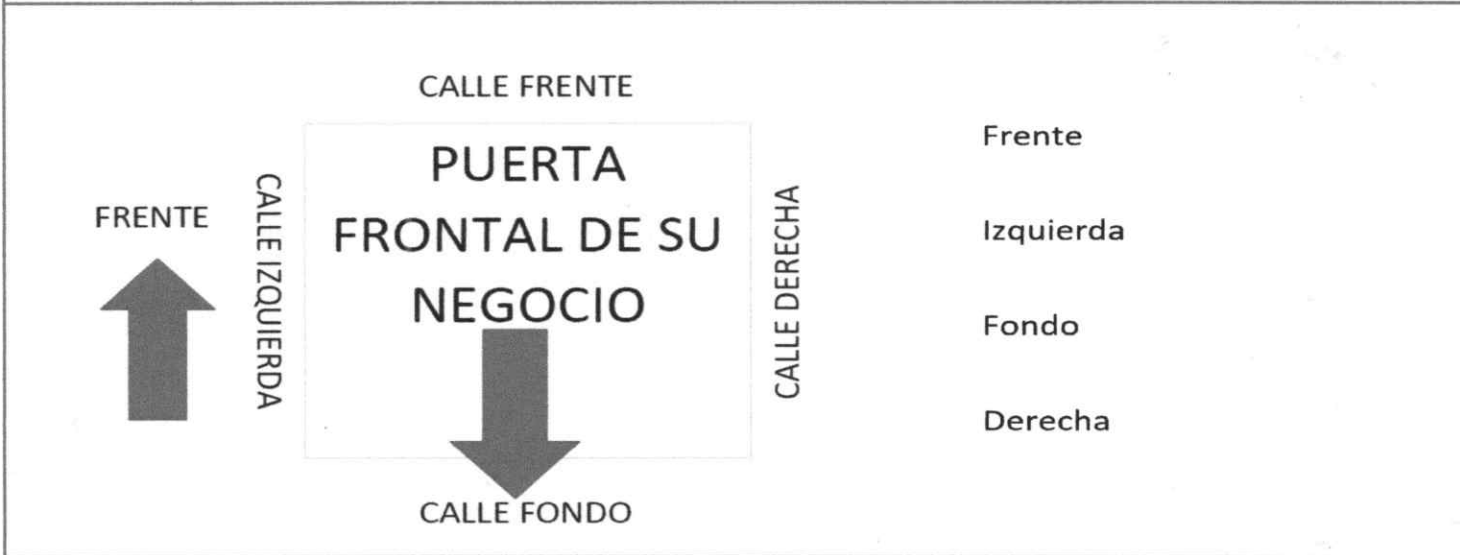 CALLE FRENTE
PUERTA
FRONTAL DE SU
NEGOCIO
FRENTE
CALLE IZQUIERDA
CALLE DERECHA
CALLE FONDO
Frente
Izquierda
Fondo
Derecha